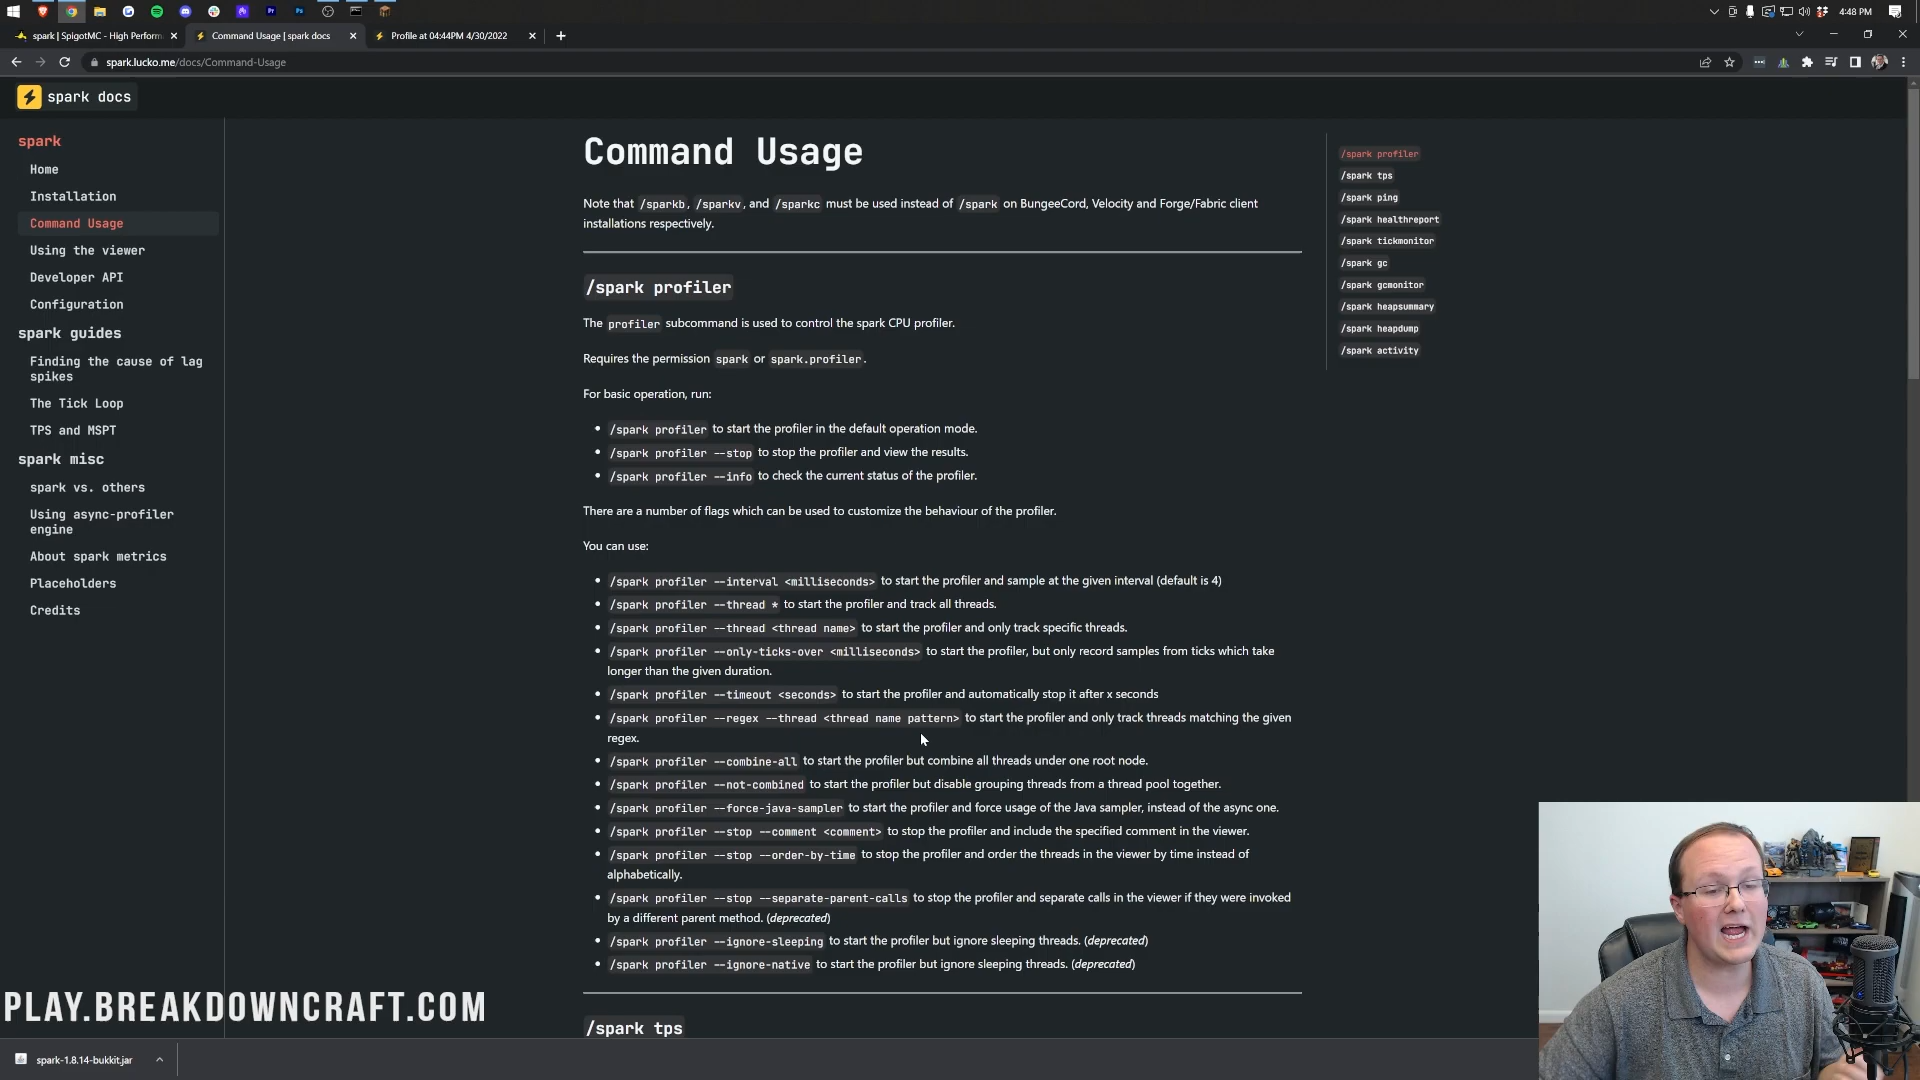 4:48 PM
spark | SpigotMC - High Perform
Command Usage | spark docs
Profile at 04:44PM 4/30/2022
spark.lucko.me/docs/Command-Usage
spark docs
spark
Home
Installation
Command Usage
Using the viewer
Developer API
Configuration
spark guides
Finding the cause of lag
spikes
The Tick Loop
TPS and MSPT
spark misc
spark vs. others
Using async-profiler
engine
About spark metrics
Placeholders
Credits
Command Usage
Note that /sparkb, /sparkv, and /sparkc must be used instead of /spark on BungeeCord, Velocity and Forge/Fabric client
installations respectively.
/spark profiler
The profiler subcommand is used to control the spark CPU profiler.
Requires the permission spark or spark.profiler.
For basic operation, run:
• /spark profiler to start the profiler in the default operation mode.
• /spark profiler --stop to stop the profiler and view the results.
• /spark profiler --info to check the current status of the profiler.
There are a number of flags which can be used to customize the behaviour of the profiler.
You can use:
• /spark profiler --interval <milliseconds> to start the profiler and sample at the given interval (default is 4)
• /spark profiler --thread * to start the profiler and track all threads.
• /spark profiler --thread <thread name> to start the profiler and only track specific threads.
• /spark profiler --only-ticks-over <milliseconds> to start the profiler, but only record samples from ticks which take
longer than the given duration.
• /spark profiler --timeout <seconds> to start the profiler and automatically stop it after x seconds
• /spark profiler --regex --thread <thread name pattern> to start the profiler and only track threads matching the given
regex.
• /spark profiler --combine-all to start the profiler but combine all threads under one root node.
• /spark profiler --not-combined to start the profiler but disable grouping threads from a thread pool together.
• /spark profiler --force-java-sampler to start the profiler and force usage of the Java sampler, instead of the async one.
• /spark profiler --stop --comment <comment> to stop the profiler and include the specified comment in the viewer.
• /spark profiler --stop --order-by-time to stop the profiler and order the threads in the viewer by time instead of
alphabetically.
• /spark profiler --stop --separate-parent-calls to stop the profiler and separate calls in the viewer if they were invoked
by a different parent method. (deprecated)
• /spark profiler --ignore-sleeping to start the profiler but ignore sleeping threads. (deprecated)
• /spark profiler --ignore-native to start the profiler but ignore sleeping threads. (deprecated)
/spark tps
/spark profiler
/spark tps
/spark ping
/spark healthreport
/spark tickmonitor
/spark gc
/spark gcmonitor
/spark heapsummary
/spark heapdump
/spark activity
PLAY.BREAKDOWNCRAFT.COM
spark-1.8.14-bukkit.jar